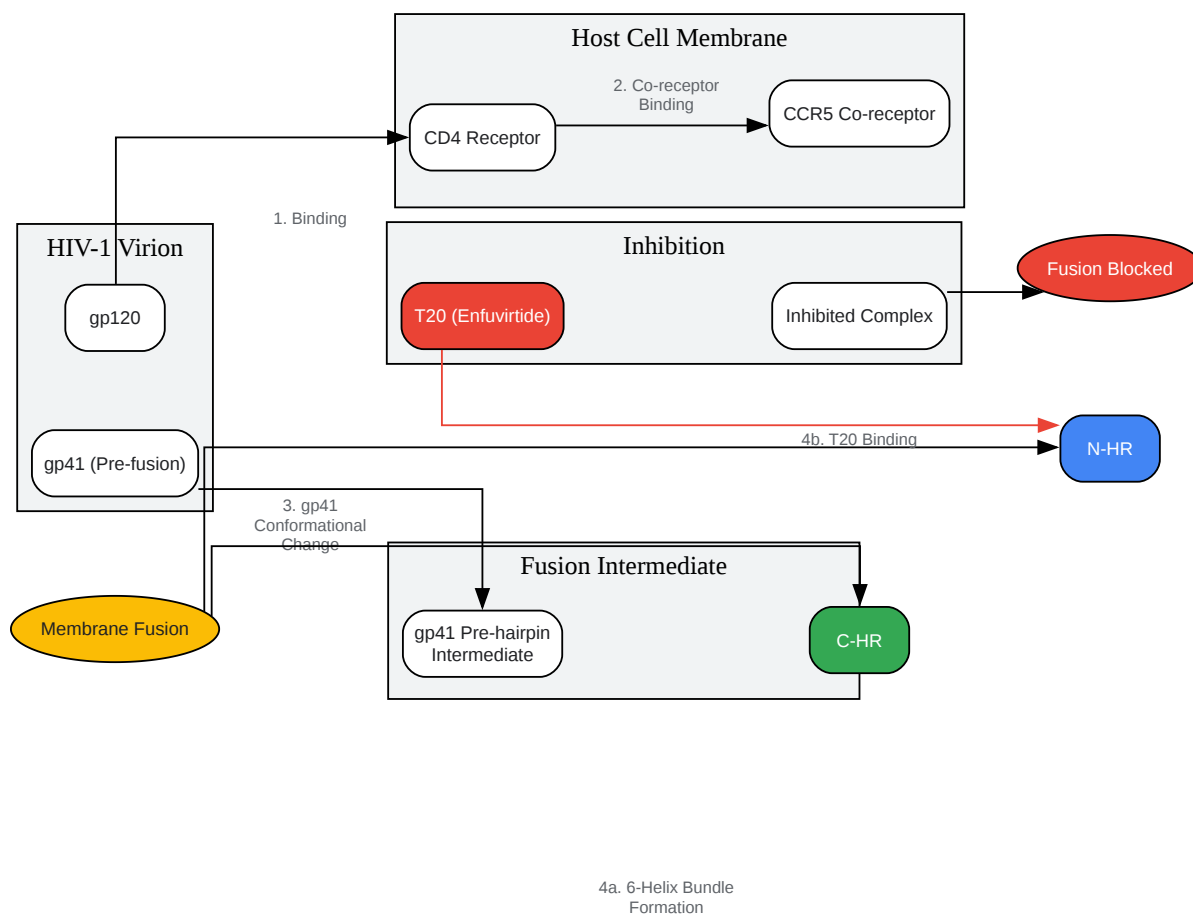 Host Cell Membrane
2. Co-receptor
Binding
CD4 Receptor
CCR5 Co-receptor
1. Binding
HIV-1 Virion
gp120
gp41 (Pre-fusion)
Inhibition
T20 (Enfuvirtide)
Inhibited Complex
Fusion Blocked
4b. T20 Binding
N-HR
3. gp41
Conformational
Change
Fusion Intermediate
Membrane Fusion
gp41 Pre-hairpin
Intermediate
C-HR
4a. 6-Helix Bundle
Formation